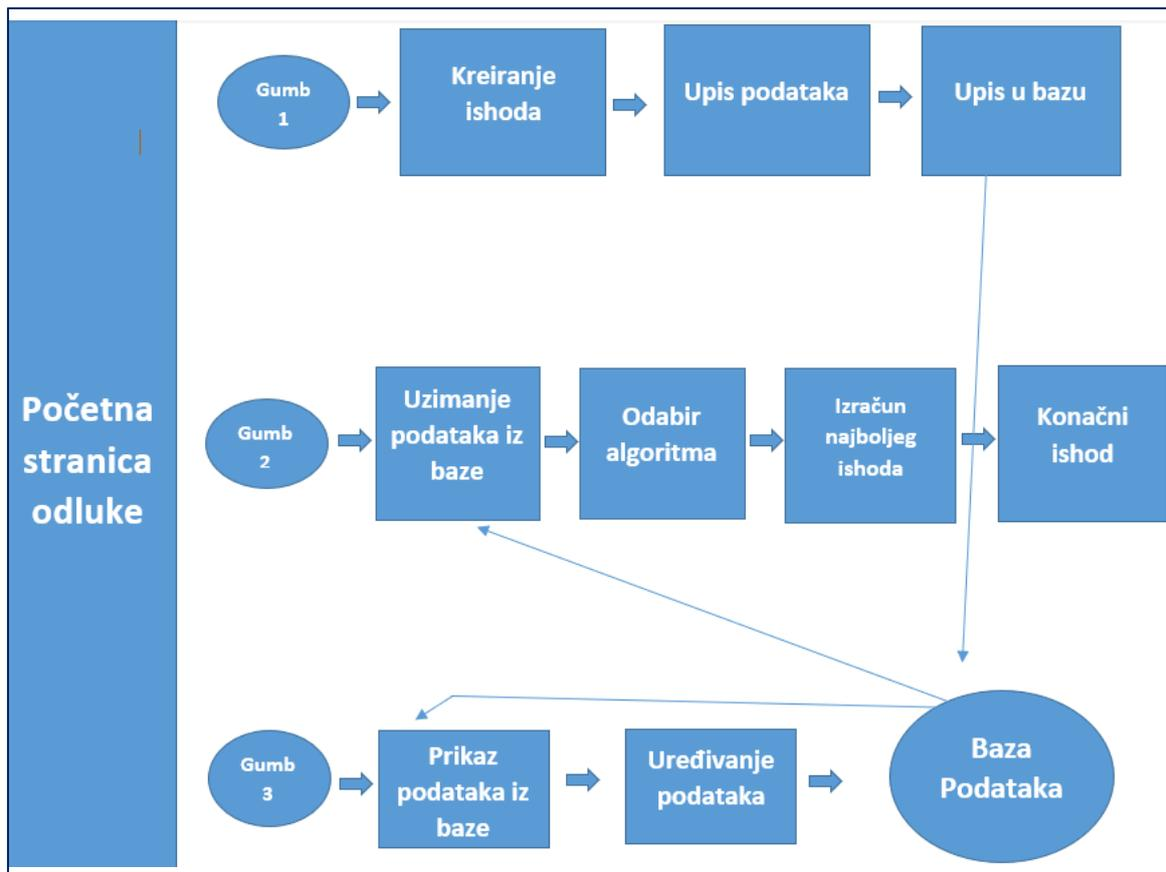 Početna
stranica
odluke
Gumb
1
Kreiranje
ishoda
Upis podataka
Upis u bazu
Gumb
2
Uzimanje
podataka iz
baze
Odabir
algoritma
Izračun
najboljeg
ishoda
Konačni
ishod
Gumb
3
Prikaz
podataka iz
baze
Uređivanje
podataka
Baza
Podataka